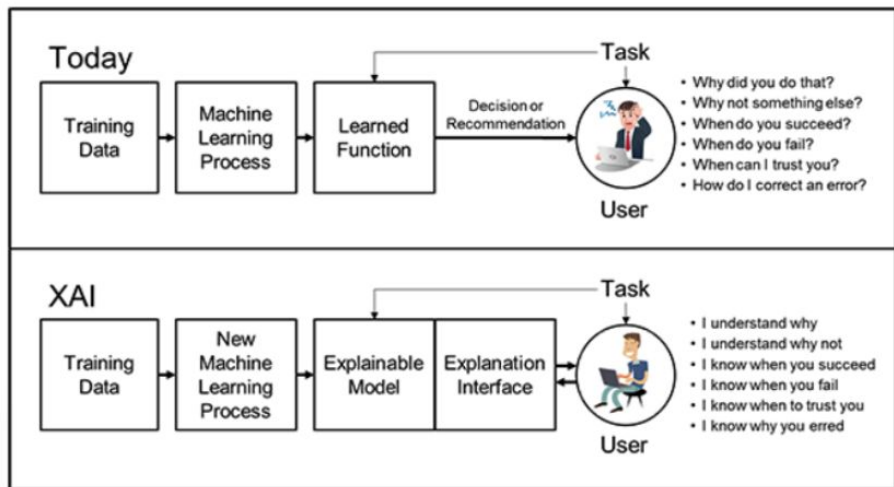 Today
Task
Training
Data
Machine
Learning
Process
Learned
Function
Decision or
Recommendation
User
• Why did you do that?
• Why not something else?
• When do you succeed?
• When do you fail?
• When can I trust you?
• How do I correct an error?
XAI
Task
Training
Data
New
Machine
Learning
Process
Explainable
Model
Explanation
Interface
User
• I understand why
• I understand why not
• I know when you succeed
• I know when you fail
• I know when to trust you
• I know why you erred